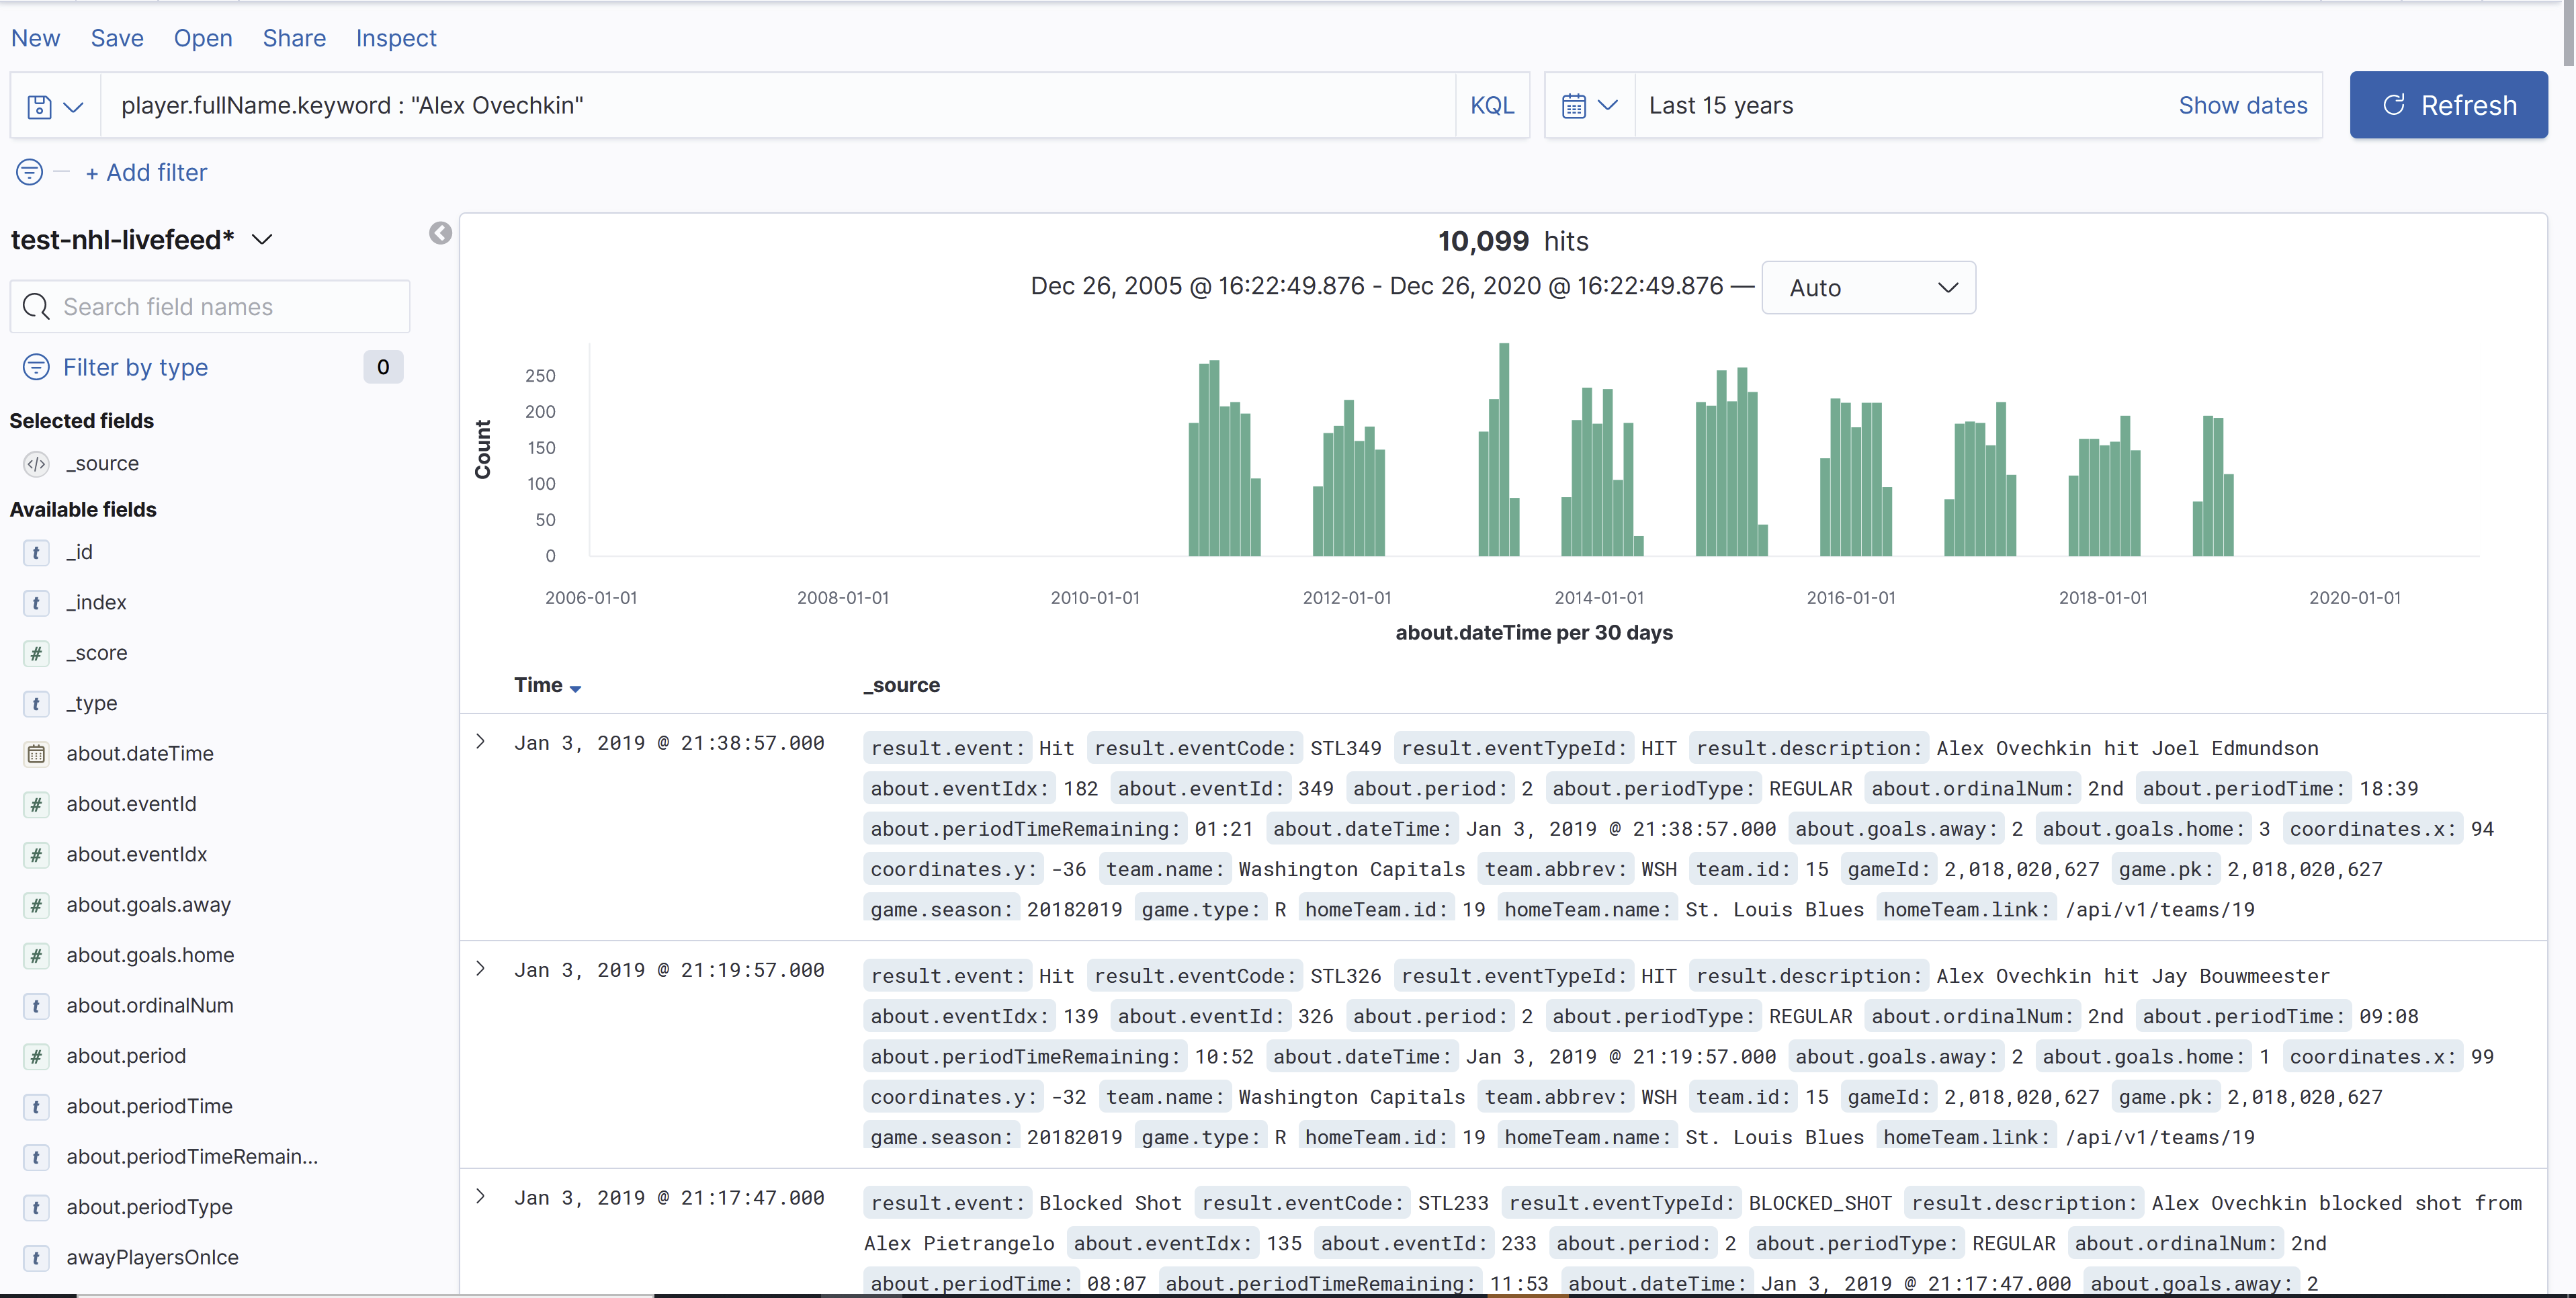 New Save Open Share Inspect
player.fullName.keyword : "Alex Ovechkin" KQL Last 15 years Show dates Refresh
+ Add filter
test-nhl-livefeed*
Search field names
Filter by type 0
Selected fields
</> _source
Available fields
t _id
t _index
# _score
t _type
about.dateTime
# about.eventId
# about.eventIdx
# about.goals.away
# about.goals.home
t about.ordinalNum
# about.period
t about.periodTime
t about.periodTimeRemain...
t about.periodType
t awayPlayersOnIce
10,099 hits
Dec 26, 2005 @ 16:22:49.876 - Dec 26, 2020 @ 16:22:49.876 — Auto
Count
250
200
150
100
50
0
2006-01-01 2008-01-01 2010-01-01 2012-01-01 2014-01-01 2016-01-01 2018-01-01 2020-01-01
about.dateTime per 30 days
Time _source
Jan 3, 2019 @ 21:38:57.000 result.event: Hit result.eventCode: STL349 result.eventTypeId: HIT result.description: Alex Ovechkin hit Joel Edmundson
about.eventIdx: 182 about.eventId: 349 about.period: 2 about.periodType: REGULAR about.ordinalNum: 2nd about.periodTime: 18:39
about.periodTimeRemaining: 01:21 about.dateTime: Jan 3, 2019 @ 21:38:57.000 about.goals.away: 2 about.goals.home: 3 coordinates.x: 94
coordinates.y: -36 team.name: Washington Capitals team.abbrev: WSH team.id: 15 gameId: 2,018,020,627 game.pk: 2,018,020,627
game.season: 20182019 game.type: R homeTeam.id: 19 homeTeam.name: St. Louis Blues homeTeam.link: /api/v1/teams/19
Jan 3, 2019 @ 21:19:57.000 result.event: Hit result.eventCode: STL326 result.eventTypeId: HIT result.description: Alex Ovechkin hit Jay Bouwmeester
about.eventIdx: 139 about.eventId: 326 about.period: 2 about.periodType: REGULAR about.ordinalNum: 2nd about.periodTime: 09:08
about.periodTimeRemaining: 10:52 about.dateTime: Jan 3, 2019 @ 21:19:57.000 about.goals.away: 2 about.goals.home: 1 coordinates.x: 99
coordinates.y: -32 team.name: Washington Capitals team.abbrev: WSH team.id: 15 gameId: 2,018,020,627 game.pk: 2,018,020,627
game.season: 20182019 game.type: R homeTeam.id: 19 homeTeam.name: St. Louis Blues homeTeam.link: /api/v1/teams/19
Jan 3, 2019 @ 21:17:47.000 result.event: Blocked Shot result.eventCode: STL233 result.eventTypeId: BLOCKED_SHOT result.description: Alex Ovechkin blocked shot from
Alex Pietrangelo about.eventIdx: 135 about.eventId: 233 about.period: 2 about.periodType: REGULAR about.ordinalNum: 2nd
about.periodTime: 08:07 about.periodTimeRemaining: 11:53 about.dateTime: Jan 3, 2019 @ 21:17:47.000 about.goals.away: 2